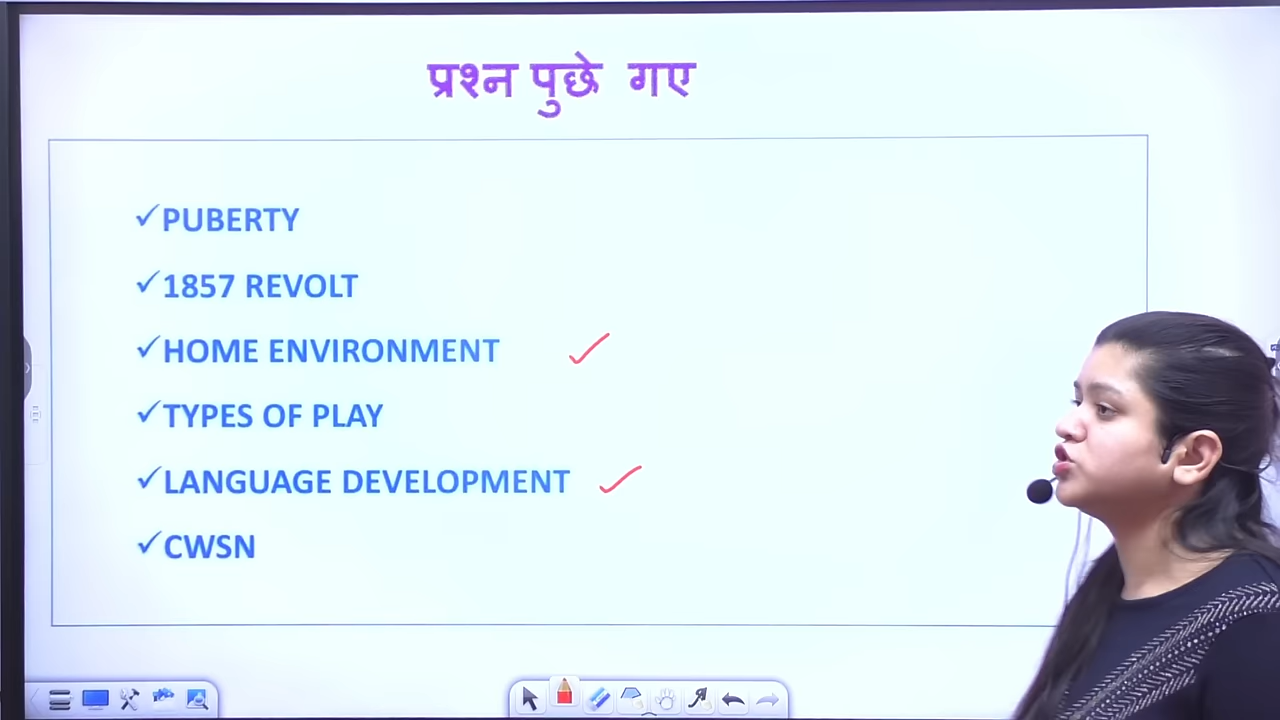 प्रश्न पुछे गए
✓PUBERTY
✓1857 REVOLT
✓HOME ENVIRONMENT
✓TYPES OF PLAY
✓LANGUAGE DEVELOPMENT
✓CWSN